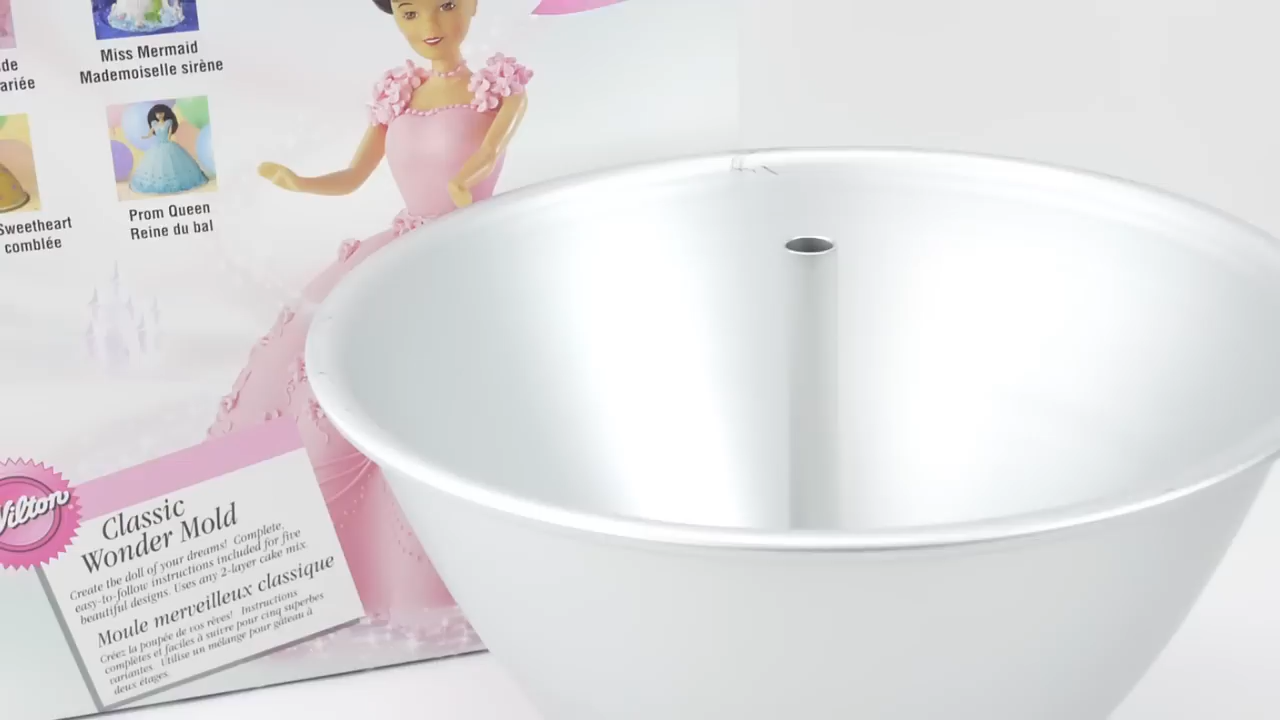 Miss Mermaid
Mademoiselle sirène
Prom Queen
Reine du bal
Sweetheart
comblée
Wilton
Classic
Wonder Mold
Create the doll of your dreams! Complete,
easy-to-follow instructions included for five
beautiful designs. Uses any 2-layer cake mix.
Moule merveilleux classique
Créez la poupée de vos rêves! Instructions
complètes et faciles à suivre pour cinq superbes
variantes. Utilise un mélange pour gâteau à
deux étages.